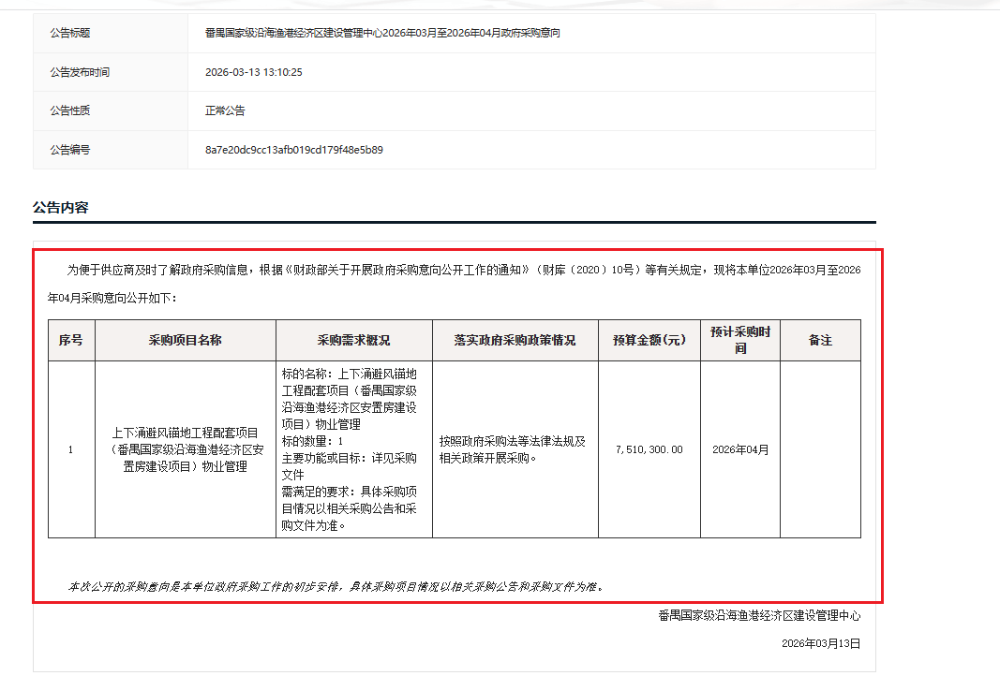 公告标题 番禺国家级沿海渔港经济区建设管理中心2026年03月至2026年04月政府采购意向
公告发布时间 2026-03-13 13:10:25
公告性质 正常公告
公告编号 8a7e20dc9cc13afb019cd179f48e5b89
公告内容
为便于供应商及时了解政府采购信息，根据《财政部关于开展政府采购意向公开工作的通知》（财库〔2020〕10号）等有关规定，现将本单位2026年03月至2026
年04月采购意向公开如下：
序号 采购项目名称 采购需求概况 落实政府采购政策情况 预算金额(元) 预计采购时
间 备注
1
上下涌避风锚地工程配套项目
（番禺国家级沿海渔港经济区安
置房建设项目）物业管理
标的名称：上下涌避风锚地
工程配套项目（番禺国家级
沿海渔港经济区安置房建设
项目）物业管理
标的数量：1
主要功能或目标：详见采购
文件
需满足的要求：具体采购项
目情况以相关采购公告和采
购文件为准。
按照政府采购法等法律法规及
相关政策开展采购。
7,510,300.00
2026年04月
本次公开的采购意向是本单位政府采购工作的初步安排，具体采购项目情况以相关采购公告和采购文件为准。
番禺国家级沿海渔港经济区建设管理中心
2026年03月13日